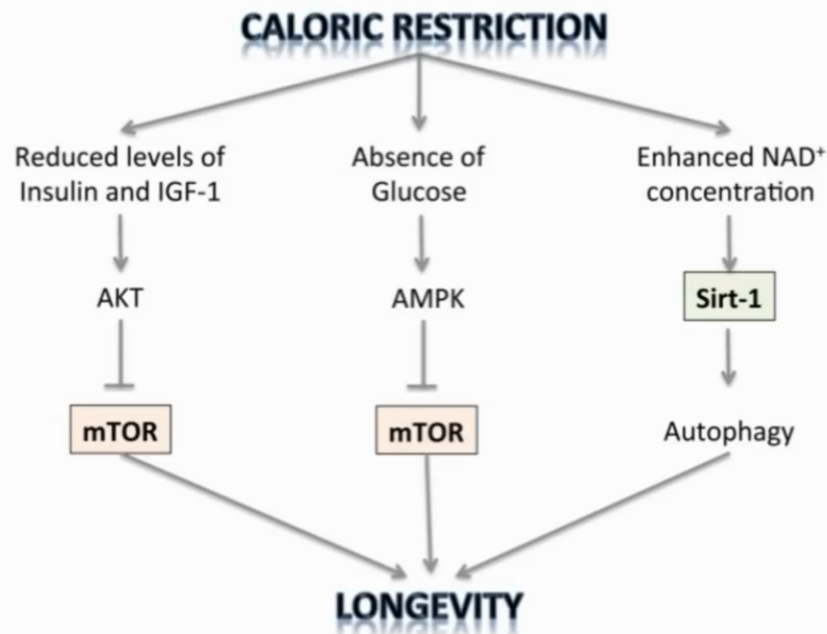 CALORIC RESTRICTION
Reduced levels of
Insulin and IGF-1
Absence of
Glucose
Enhanced NAD⁺
concentration
AKT
AMPK
Sirt-1
mTOR
mTOR
Autophagy
LONGEVITY